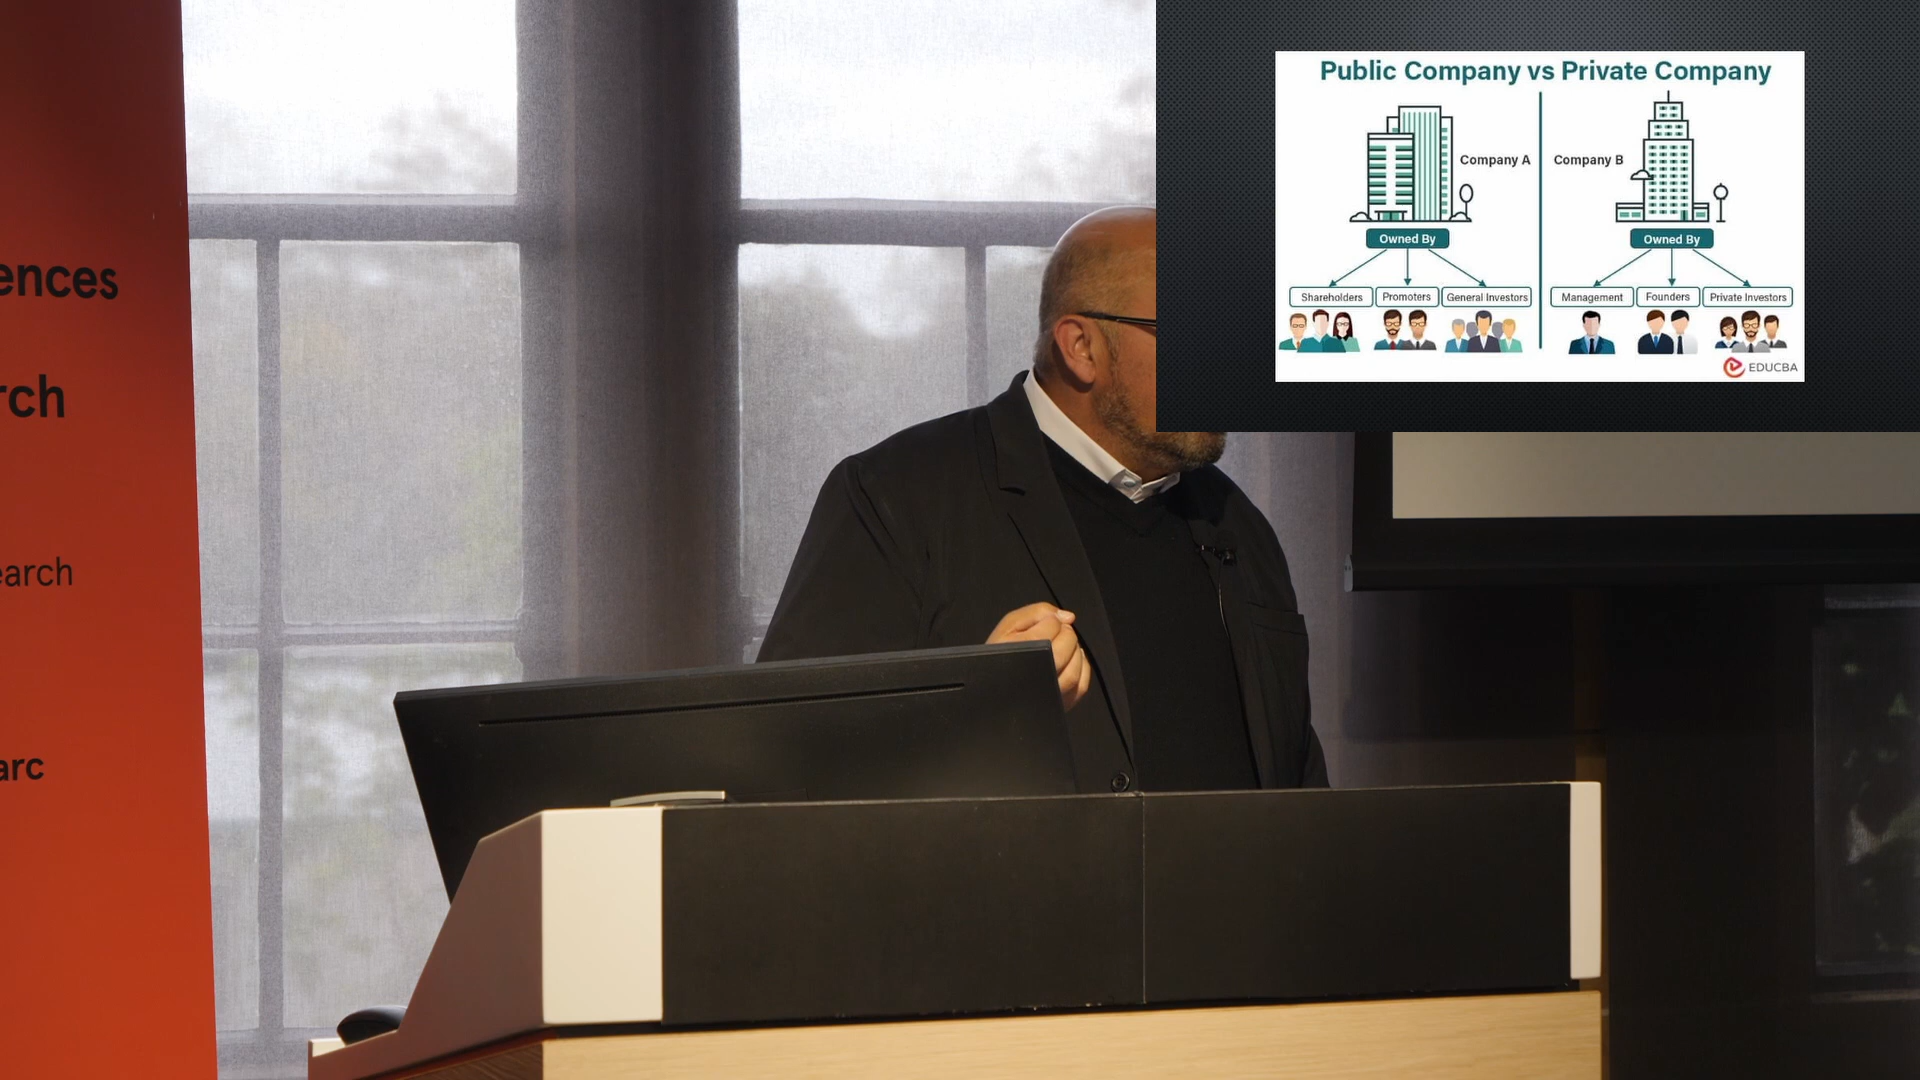 ences
rch
earch
arc
Public Company vs Private Company
Company A
Company B
Owned By
Owned By
Shareholders
Promoters
General Investors
Management
Founders
Private Investors
EDUCBA